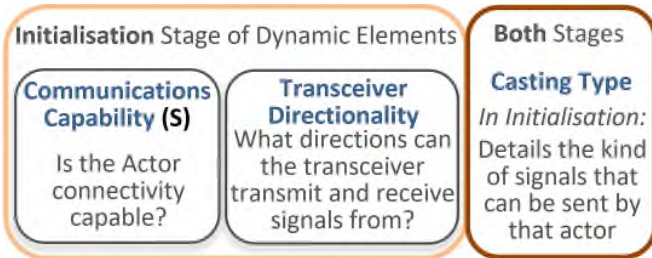 Initialisation Stage of Dynamic Elements
Communications
Capability (S)
Is the Actor
connectivity
capable?
Transceiver
Directionality
What directions can
the transceiver
transmit and receive
signals from?
Both Stages
Casting Type
In Initialisation:
Details the kind
of signals that
can be sent by
that actor